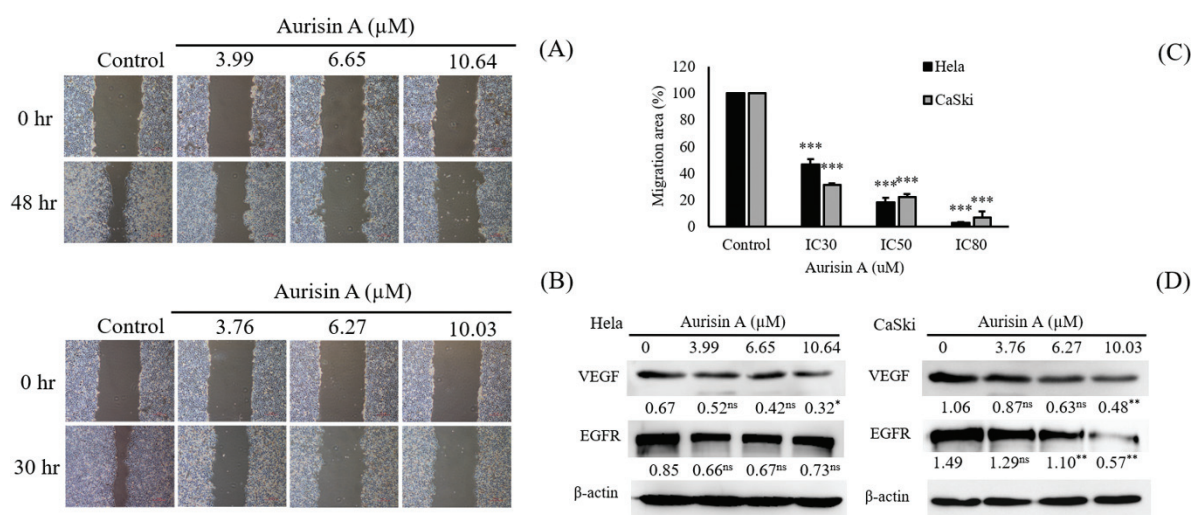 Aurisin A (µM)
(A)
Control 3.99 6.65 10.64
0 hr
48 hr
Aurisin A (µM)
(B)
Control 3.76 6.27 10.03
0 hr
30 hr
(C)
Migration area (%)
120
100
80
60
40
20
0
Hela
CaSki
*** ***
*** ***
*** ***
Control IC30 IC50 IC80
Aurisin A (uM)
(D)
Hela Aurisin A (µM)
0 3.99 6.65 10.64
VEGF
0.67 0.52ns 0.42ns 0.32*
EGFR
0.85 0.66ns 0.67ns 0.73ns
β-actin
CaSki Aurisin A (µM)
0 3.76 6.27 10.03
VEGF
1.06 0.87ns 0.63ns 0.48**
EGFR
1.49 1.29ns 1.10** 0.57**
β-actin